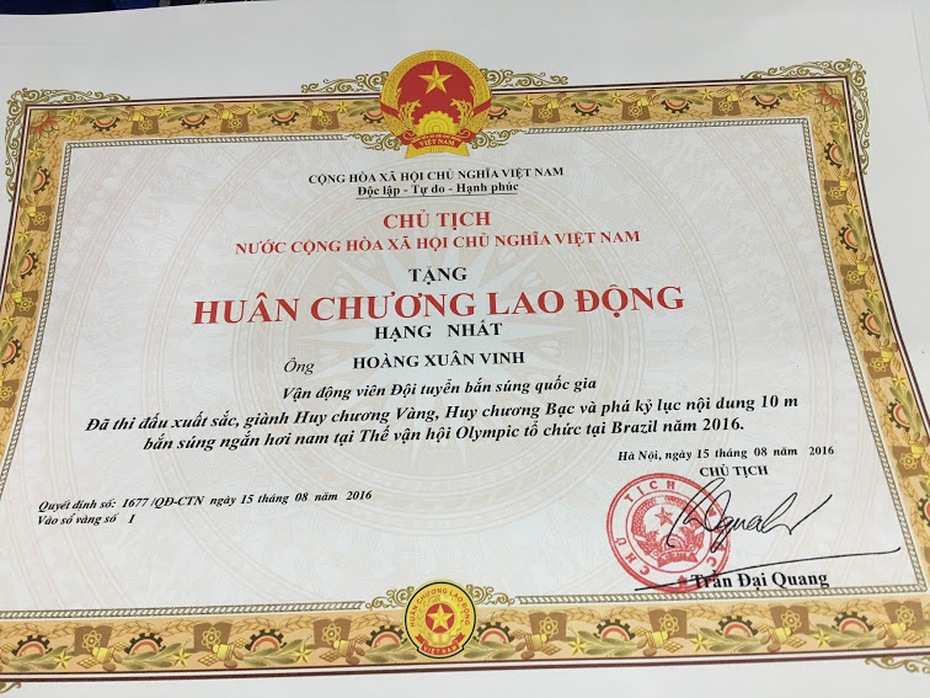 VIỆT NAM
CỘNG HÒA XÃ HỘI CHỦ NGHĨA VIỆT NAM
Độc lập - Tự do - Hạnh phúc
CHỦ TỊCH
NƯỚC CỘNG HÒA XÃ HỘI CHỦ NGHĨA VIỆT NAM
TẶNG
HUÂN CHƯƠNG LAO ĐỘNG
HẠNG NHẤT
Ông HOÀNG XUÂN VINH
Vận động viên Đội tuyển bắn súng quốc gia
Đã thi đấu xuất sắc, giành Huy chương Vàng, Huy chương Bạc và phá kỷ lục nội dung 10 m
bắn súng ngắn hơi nam tại Thế vận hội Olympic tổ chức tại Brazil năm 2016.
Hà Nội, ngày 15 tháng 08 năm 2016
CHỦ TỊCH
Quyết định số: 1677 /QĐ-CTN ngày 15 tháng 08 năm 2016
Vào sổ vàng số 1
CHỦ TỊCH
Trần Đại Quang
HUÂN CHƯƠNG LAO ĐỘNG
VIỆT NAM